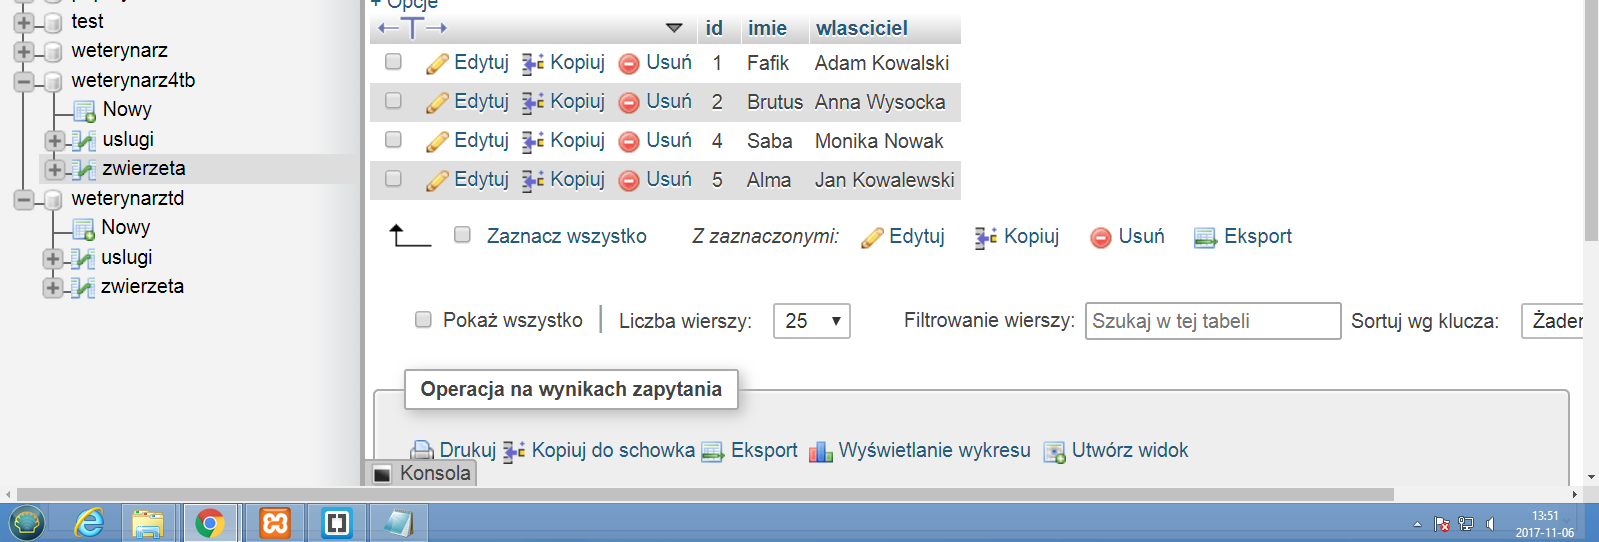 + Opcje
test
weterynarz
weterynarz4tb
Nowy
uslugi
zwierzeta
weterynarztd
Nowy
uslugi
zwierzeta
id imie wlasciciel
Edytuj Kopiuj Usuń 1 Fafik Adam Kowalski
Edytuj Kopiuj Usuń 2 Brutus Anna Wysocka
Edytuj Kopiuj Usuń 4 Saba Monika Nowak
Edytuj Kopiuj Usuń 5 Alma Jan Kowalewski
Zaznacz wszystko Z zaznaczonymi: Edytuj Kopiuj Usuń Eksport
Pokaż wszystko Liczba wierszy: 25 Filtrowanie wierszy: Szukaj w tej tabeli Sortuj wg klucza: Żaden
Operacja na wynikach zapytania
Drukuj Kopiuj do schowka Eksport Wyświetlanie wykresu Utwórz widok
Konsola
13:51
2017-11-06